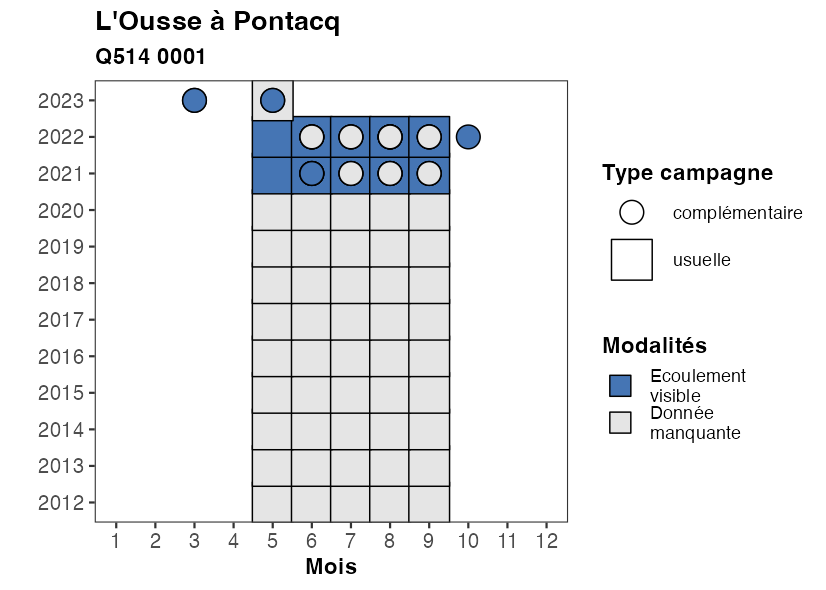 L'Ousse à Pontacq
Q514 0001
2023
2022
2021
2020
2019
2018
2017
2016
2015
2014
2013
2012
1 2 3 4 5 6 7 8 9 10 11 12
Mois
Type campagne
complémentaire
usuelle
Modalités
Ecoulement
visible
Donnée
manquante